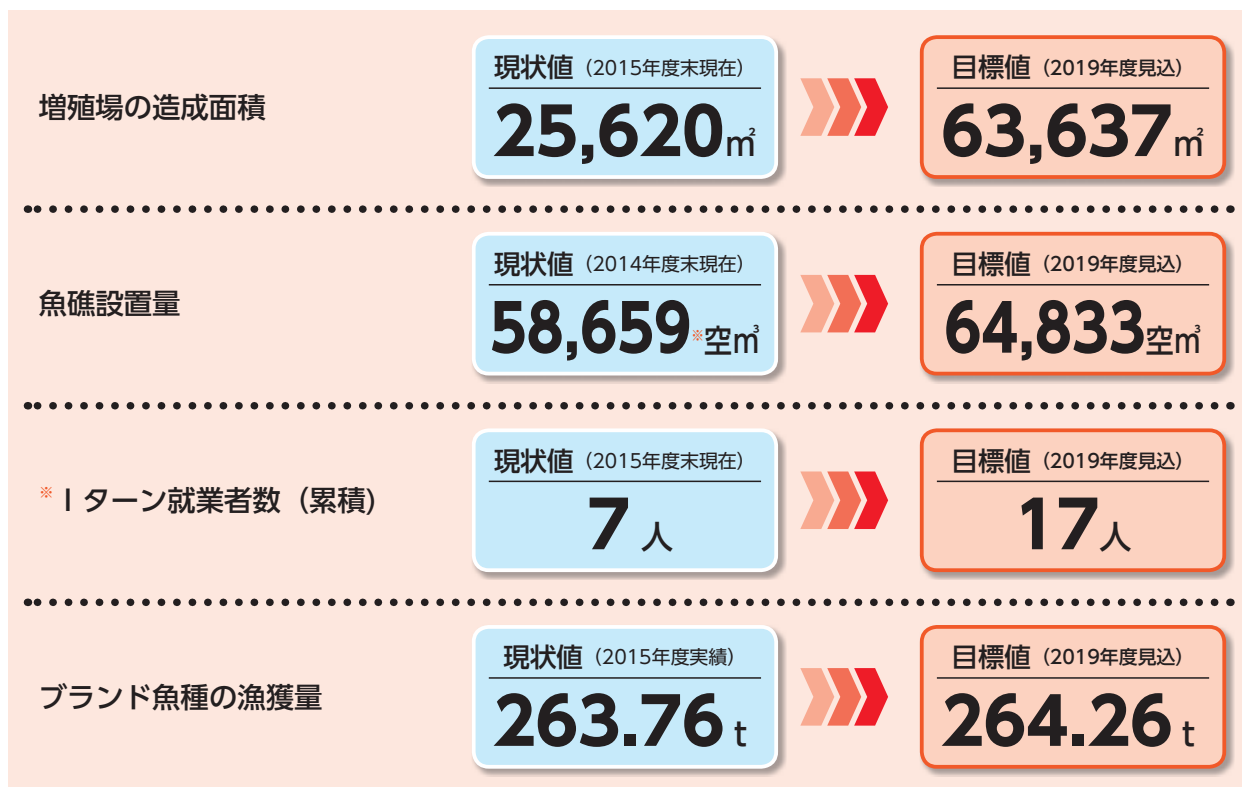 増殖場の造成面積
現状値（2015年度末現在）
25,620㎡
目標値（2019年度見込）
63,637㎡
魚礁設置量
現状値（2014年度末現在）
58,659※空㎥
目標値（2019年度見込）
64,833空㎥
※Iターン就業者数（累積)
現状値（2015年度末現在）
7人
目標値（2019年度見込）
17人
ブランド魚種の漁獲量
現状値（2015年度実績）
263.76 t
目標値（2019年度見込）
264.26 t